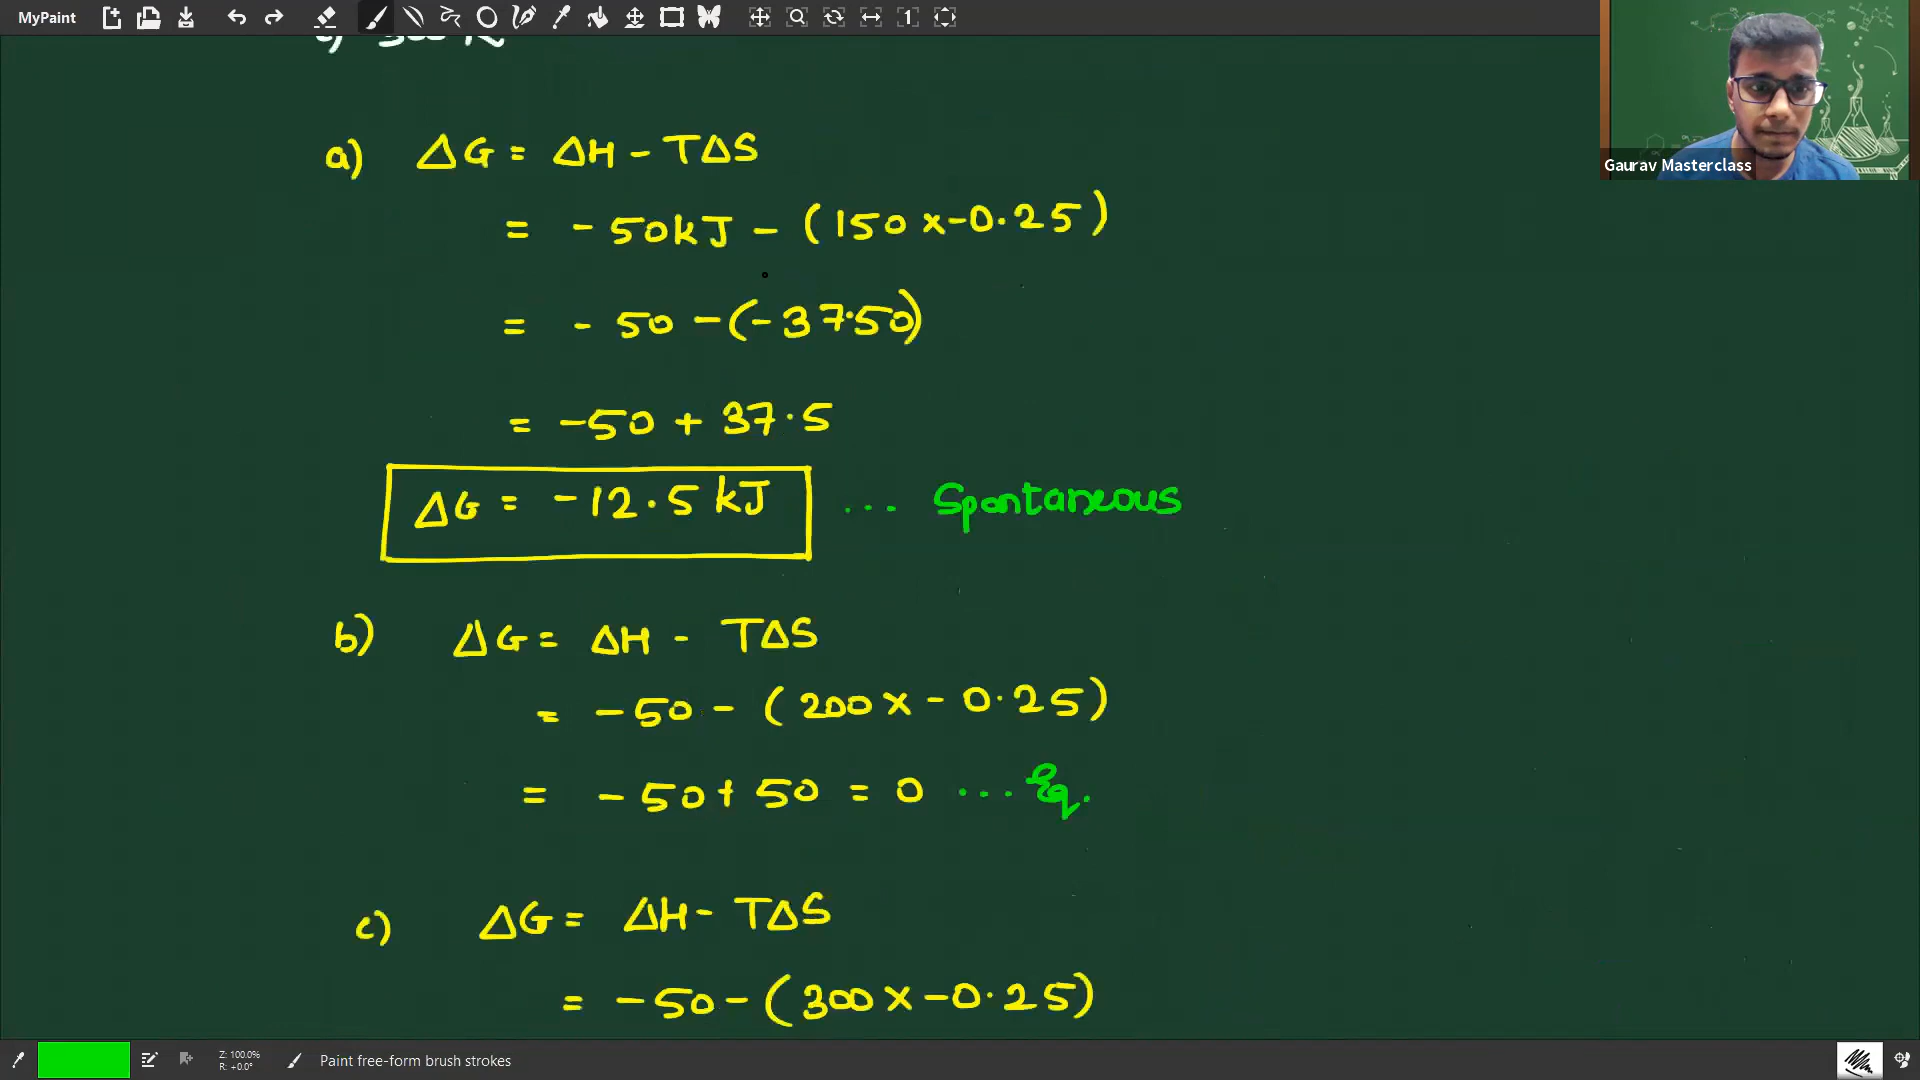 MyPaint
Gaurav Masterclass
a) ΔG = ΔH - TΔS
= - 50kJ - (150 x -0.25)
= - 50 - (- 37.50)
= -50 + 37.5
ΔG = -12.5 kJ ... Spontaneous
b) ΔG = ΔH - TΔS
= -50 - (200 x - 0.25)
= -50 + 50 = 0 ... Eq.
c) ΔG = ΔH - TΔS
= -50 - (300 x -0.25)
Z: 100.0%
R: +0.0°
Paint free-form brush strokes